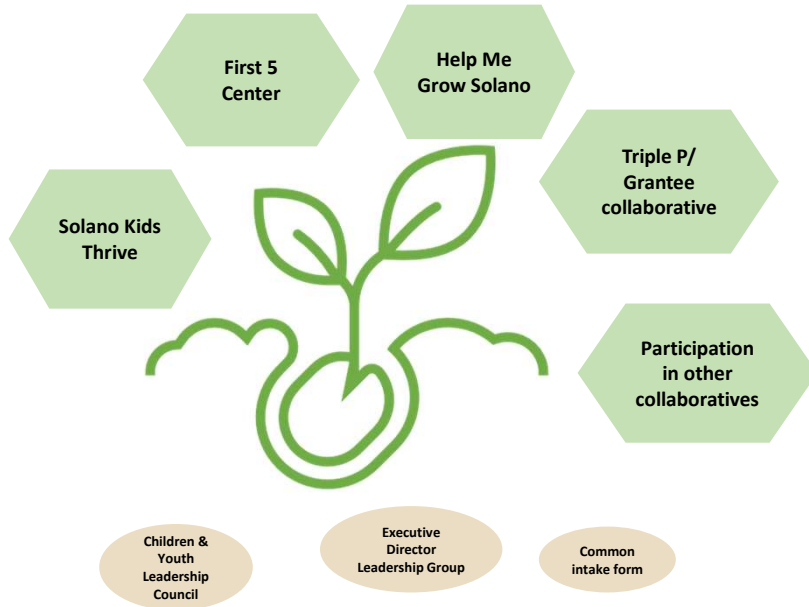 First 5
Center
Help Me
Grow Solano
Triple P/
Grantee
collaborative
Solano Kids
Thrive
Participation
in other
collaboratives
Children &
Youth
Leadership
Council
Executive
Director
Leadership Group
Common
intake form